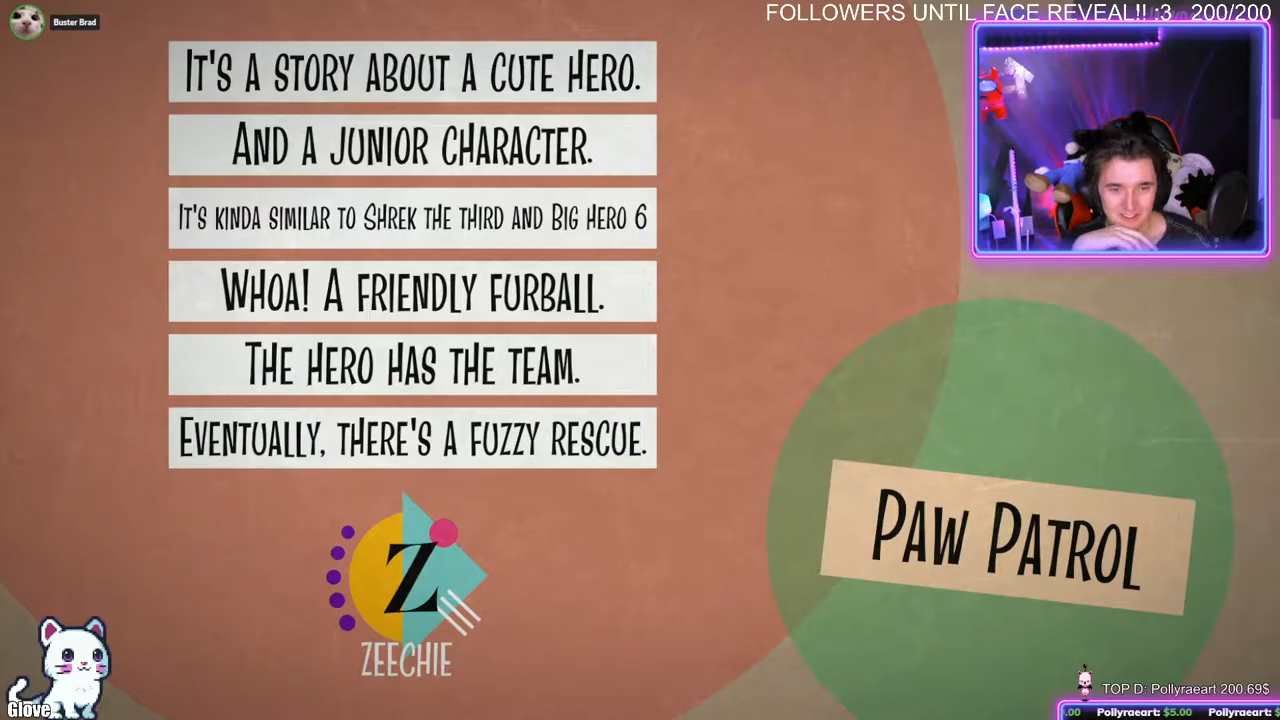 FOLLOWERS UNTIL FACE REVEAL!! :3 200/200
Buster Brad
IT'S A STORY ABOUT A CUTE HERO.
AND A JUNIOR CHARACTER.
IT'S KINDA SIMILAR TO SHREK THE THIRD AND BIG HERO 6
WHOA! A FRIENDLY FURBALL.
THE HERO HAS THE TEAM.
EVENTUALLY, THERE'S A FUZZY RESCUE.
PAW PATROL
Z
ZEECHIE
Glove
TOP D: Pollyraeart 200.69$
.00 Pollyraeart: $5.00 Pollyraeart: $